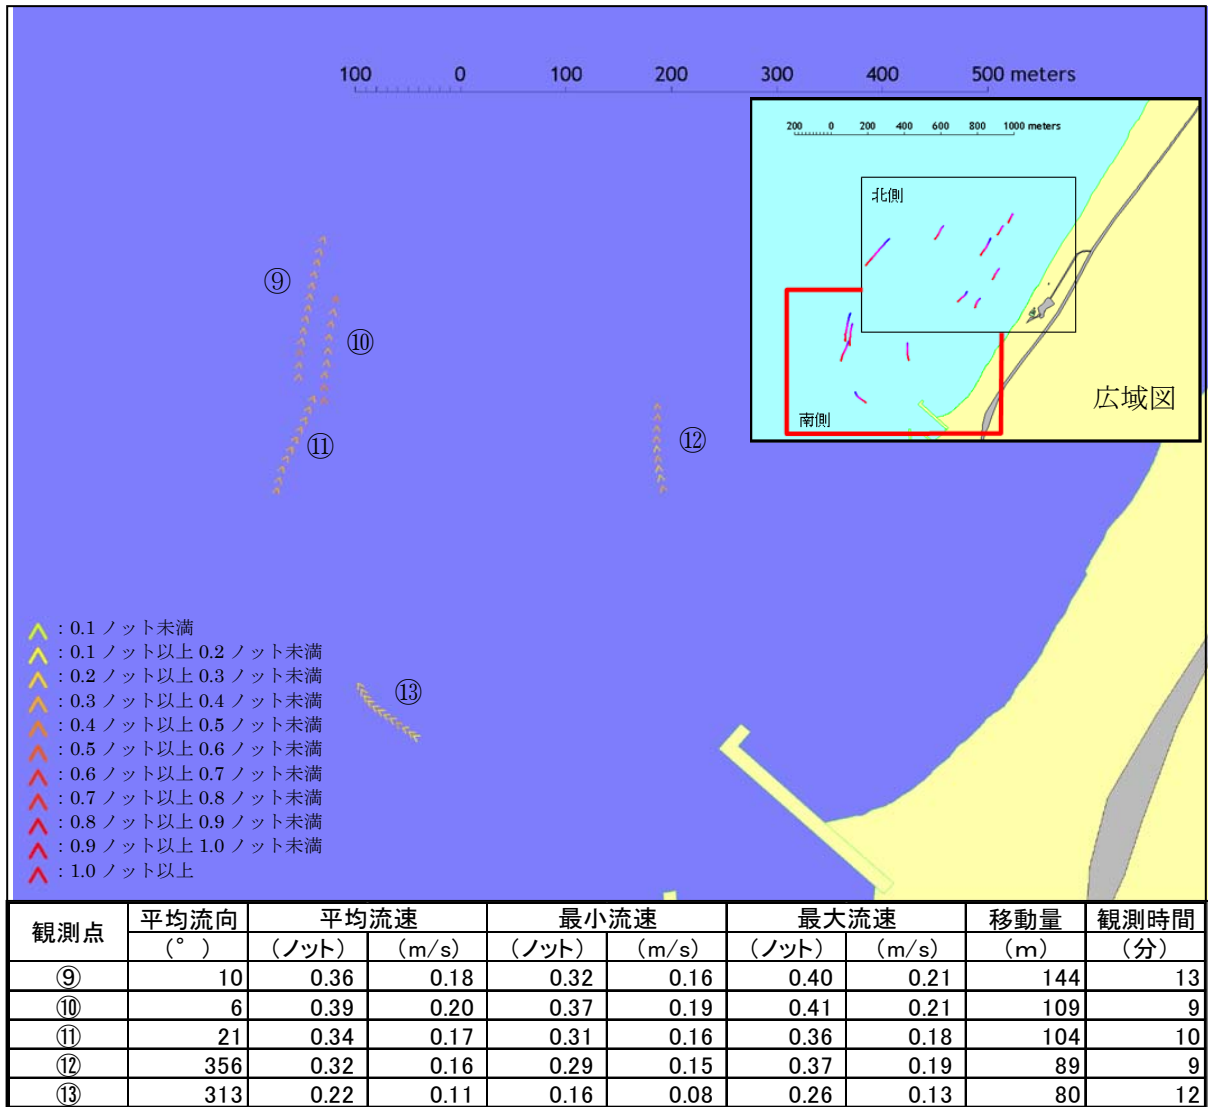 100 0 100 200 300 400 500 meters
200 0 200 400 600 800 1000 meters
北側
南側
広域図
⑨
⑩
⑪
⑫
⑬
:0.1 ノット未満
:0.1 ノット以上 0.2 ノット未満
:0.2 ノット以上 0.3 ノット未満
:0.3 ノット以上 0.4 ノット未満
:0.4 ノット以上 0.5 ノット未満
:0.5 ノット以上 0.6 ノット未満
:0.6 ノット以上 0.7 ノット未満
:0.7 ノット以上 0.8 ノット未満
:0.8 ノット以上 0.9 ノット未満
:0.9 ノット以上 1.0 ノット未満
:1.0 ノット以上
観測点 平均流向 平均流速 最小流速 最大流速 移動量 観測時間
(°) (ノット) (m/s) (ノット) (m/s) (ノット) (m/s) (m) (分)
⑨ 10 0.36 0.18 0.32 0.16 0.40 0.21 144 13
⑩ 6 0.39 0.20 0.37 0.19 0.41 0.21 109 9
⑪ 21 0.34 0.17 0.31 0.16 0.36 0.18 104 10
⑫ 356 0.32 0.16 0.29 0.15 0.37 0.19 89 9
⑬ 313 0.22 0.11 0.16 0.08 0.26 0.13 80 12